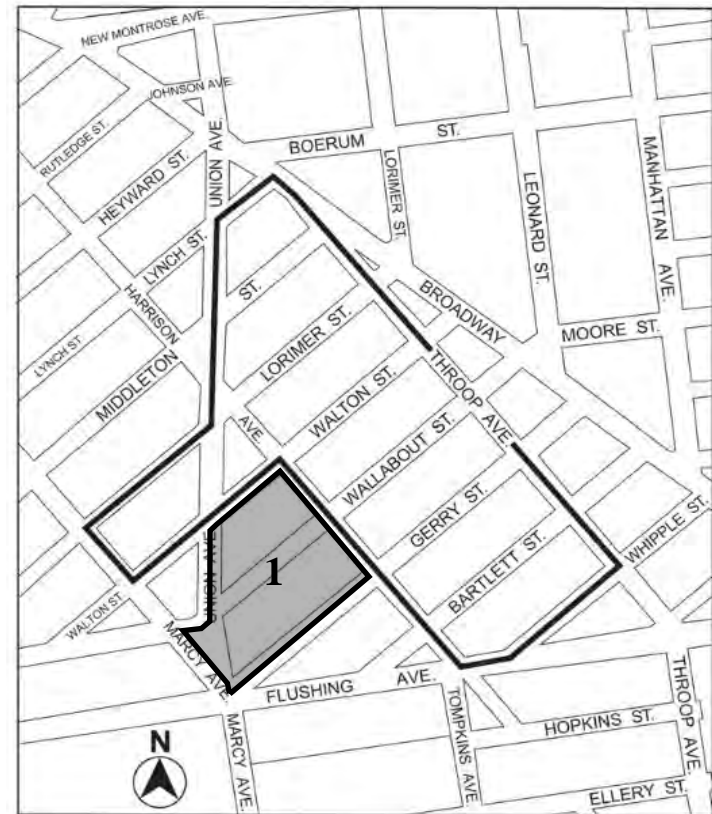 NEW MONTROSE AVE.
JOHNSON AVE.
RUTLEDGE ST.
HEYWARD ST.
UNION AVE.
BOERUM ST.
LORIMER ST.
LEONARD ST.
MANHATTAN AVE.
LYNCH ST.
HARRISON AVE.
LYNCH ST.
MIDDLETON ST.
LORIMER ST.
BROADWAY
MOORE ST.
WALTON ST.
THROOP AVE.
WALLABOUT ST.
GERRY ST.
BARTLETT ST.
WHIPPLE ST.
UNION AVE.
1
WALTON ST.
MARCY AVE.
FLUSHING AVE.
MARCY AVE.
TOMPKINS AVE.
THROOP AVE.
HOPKINS ST.
ELLERY ST.
N